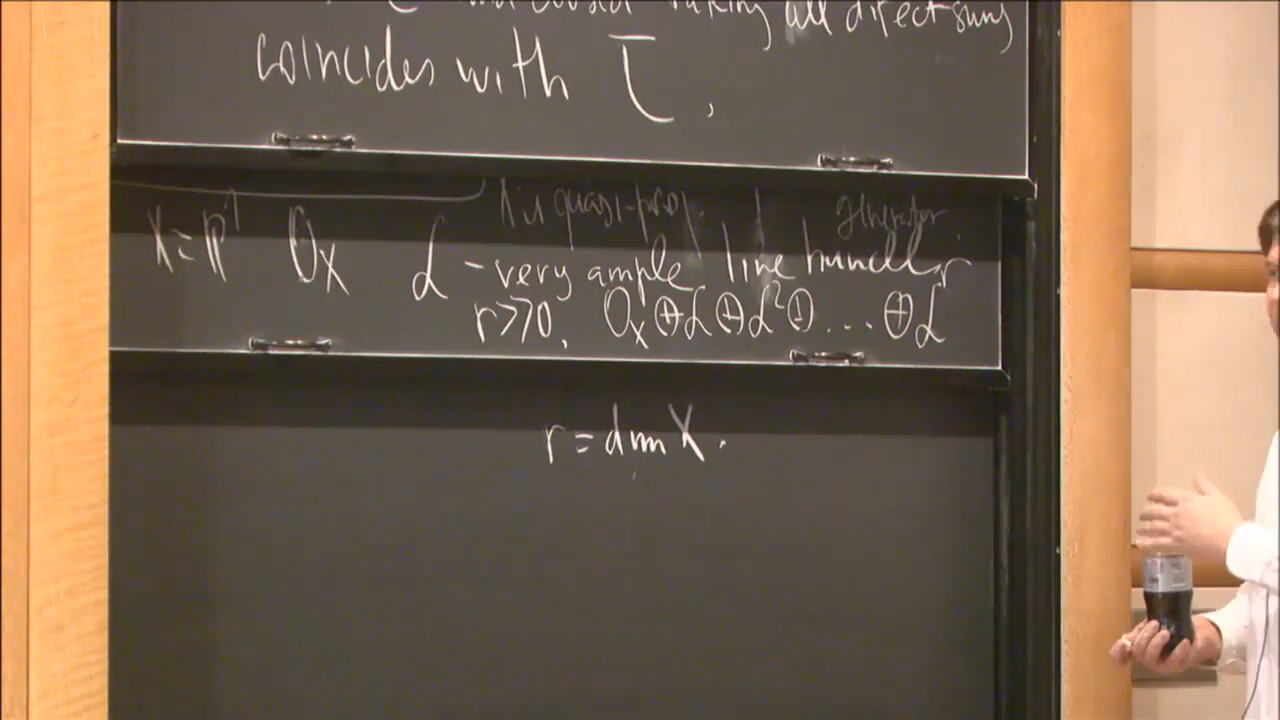 taking all direct sums
coincides with T,
X is quasi-proj. generator
X = P¹ O_X L - very ample line bundle
r>>0, O_X ⊕ L ⊕ L² ⊕ ... ⊕ L^r
r = dim X.